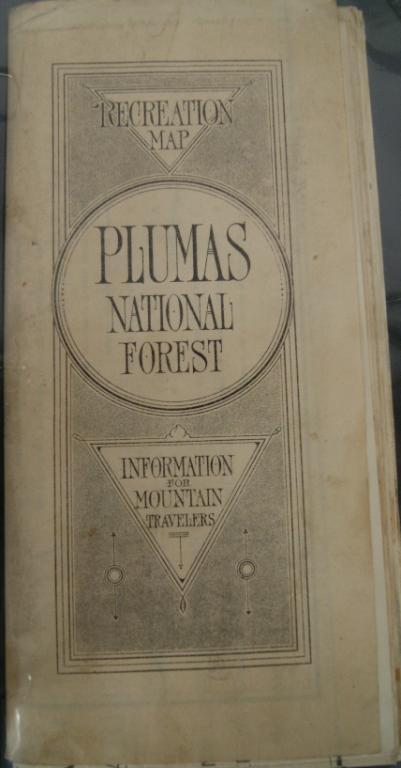 RECREATION
MAP
PLUMAS
NATIONAL
FOREST
INFORMATION
FOR
MOUNTAIN
TRAVELERS